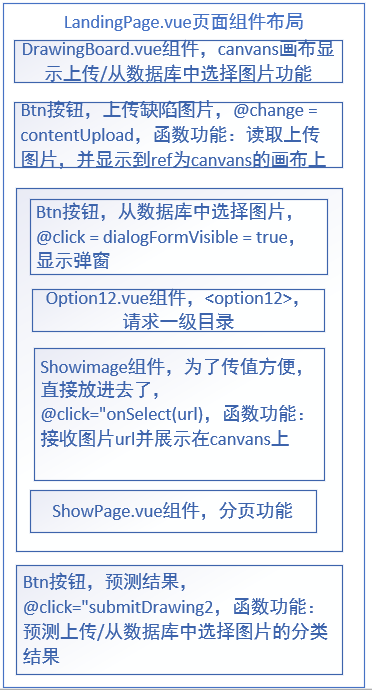 LandingPage.vue页面组件布局
DrawingBoard.vue组件，canvans画布显
示上传/从数据库中选择图片功能
Btn按钮，上传缺陷图片，@change =
contentUpload，函数功能：读取上传
图片，并显示到ref为canvans的画布上
Btn按钮，从数据库中选择图片，
@click = dialogFormVisible = true，
显示弹窗
Option12.vue组件，<option12>，
请求一级目录
Showimage组件，为了传值方便，
直接放进去了，
@click="onSelect(url)，函数功能：
接收图片url并展示在canvans上
ShowPage.vue组件，分页功能
Btn按钮，预测结果，
@click="submitDrawing2，函数功能：
预测上传/从数据库中选择图片的分类
结果